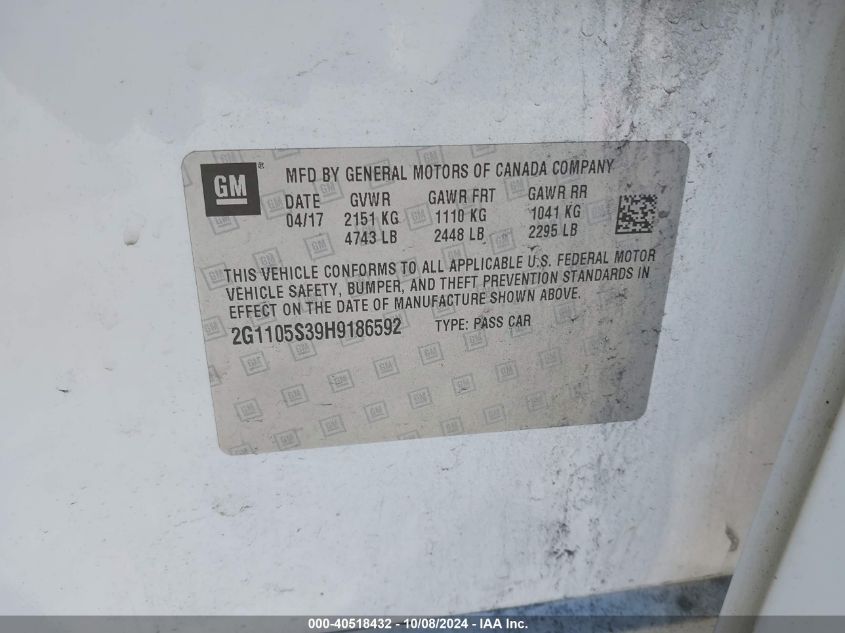 GM ® MFD BY GENERAL MOTORS OF CANADA COMPANY
DATE GVWR GAWR FRT GAWR RR
04/17 2151 KG 1110 KG 1041 KG
4743 LB 2448 LB 2295 LB
THIS VEHICLE CONFORMS TO ALL APPLICABLE U.S. FEDERAL MOTOR
VEHICLE SAFETY, BUMPER, AND THEFT PREVENTION STANDARDS IN
EFFECT ON THE DATE OF MANUFACTURE SHOWN ABOVE.
2G1105S39H9186592 TYPE: PASS CAR
000-40518432 - 10/08/2024 - IAA Inc.